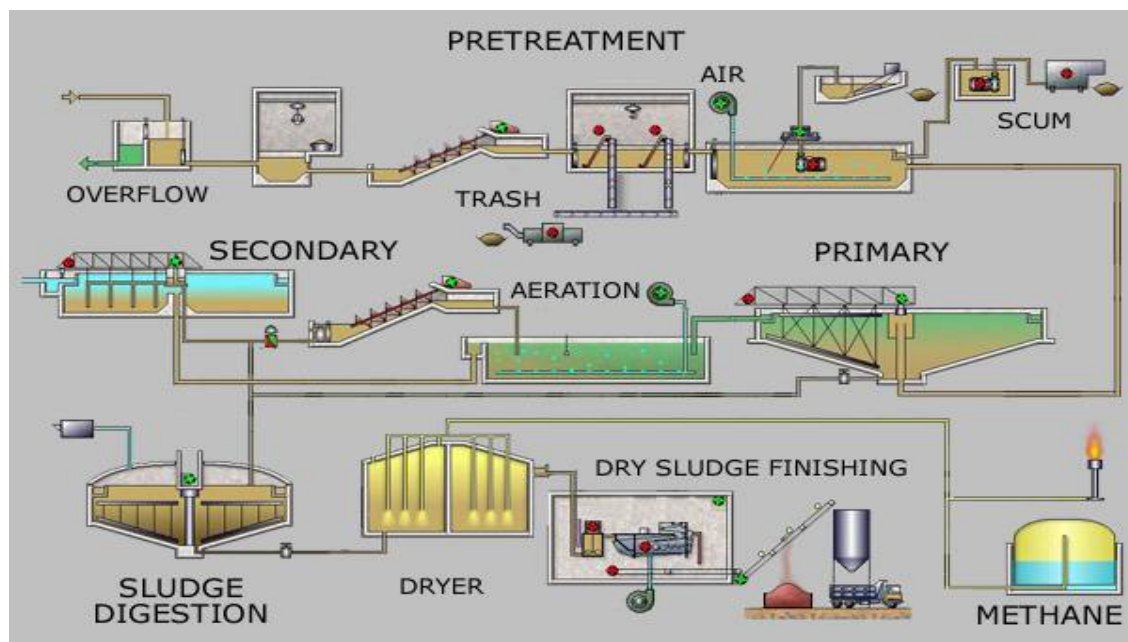 PRETREATMENT
AIR
SCUM
OVERFLOW
TRASH
SECONDARY
PRIMARY
AERATION
DRY SLUDGE FINISHING
SLUDGE
DIGESTION
DRYER
METHANE